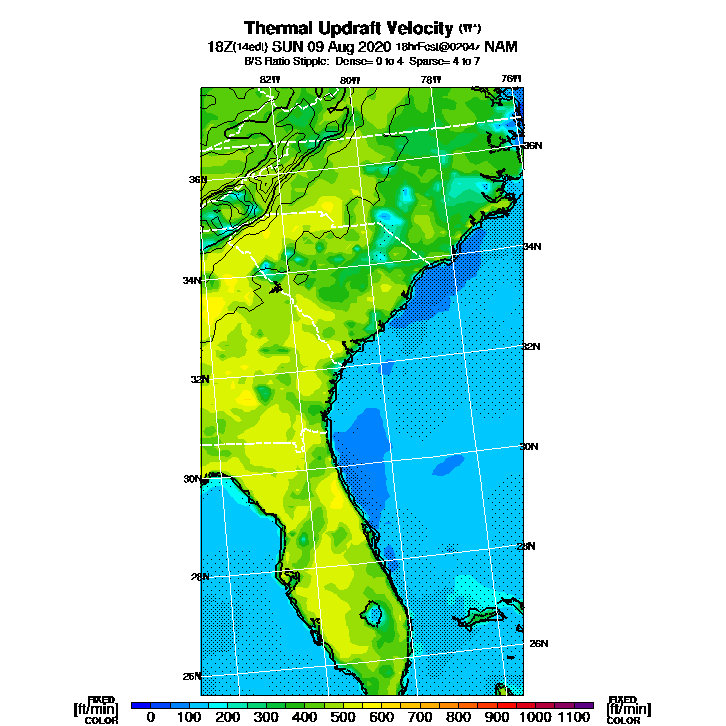 Thermal Updraft Velocity (W*)
18Z(14edt) SUN 09 Aug 2020 18hrFcst@0204z NAM
B/S Ratio Stipple: Dense= 0 to 4 Sparse= 4 to 7
82W 80W 78W 76W
36N
36N
34N
34N
32N
32N
30N
30N
28N
28N
26N
26N
FIXED FIXED
[ft/min] [ft/min]
COLOR COLOR
0 100 200 300 400 500 600 700 800 900 1000 1100